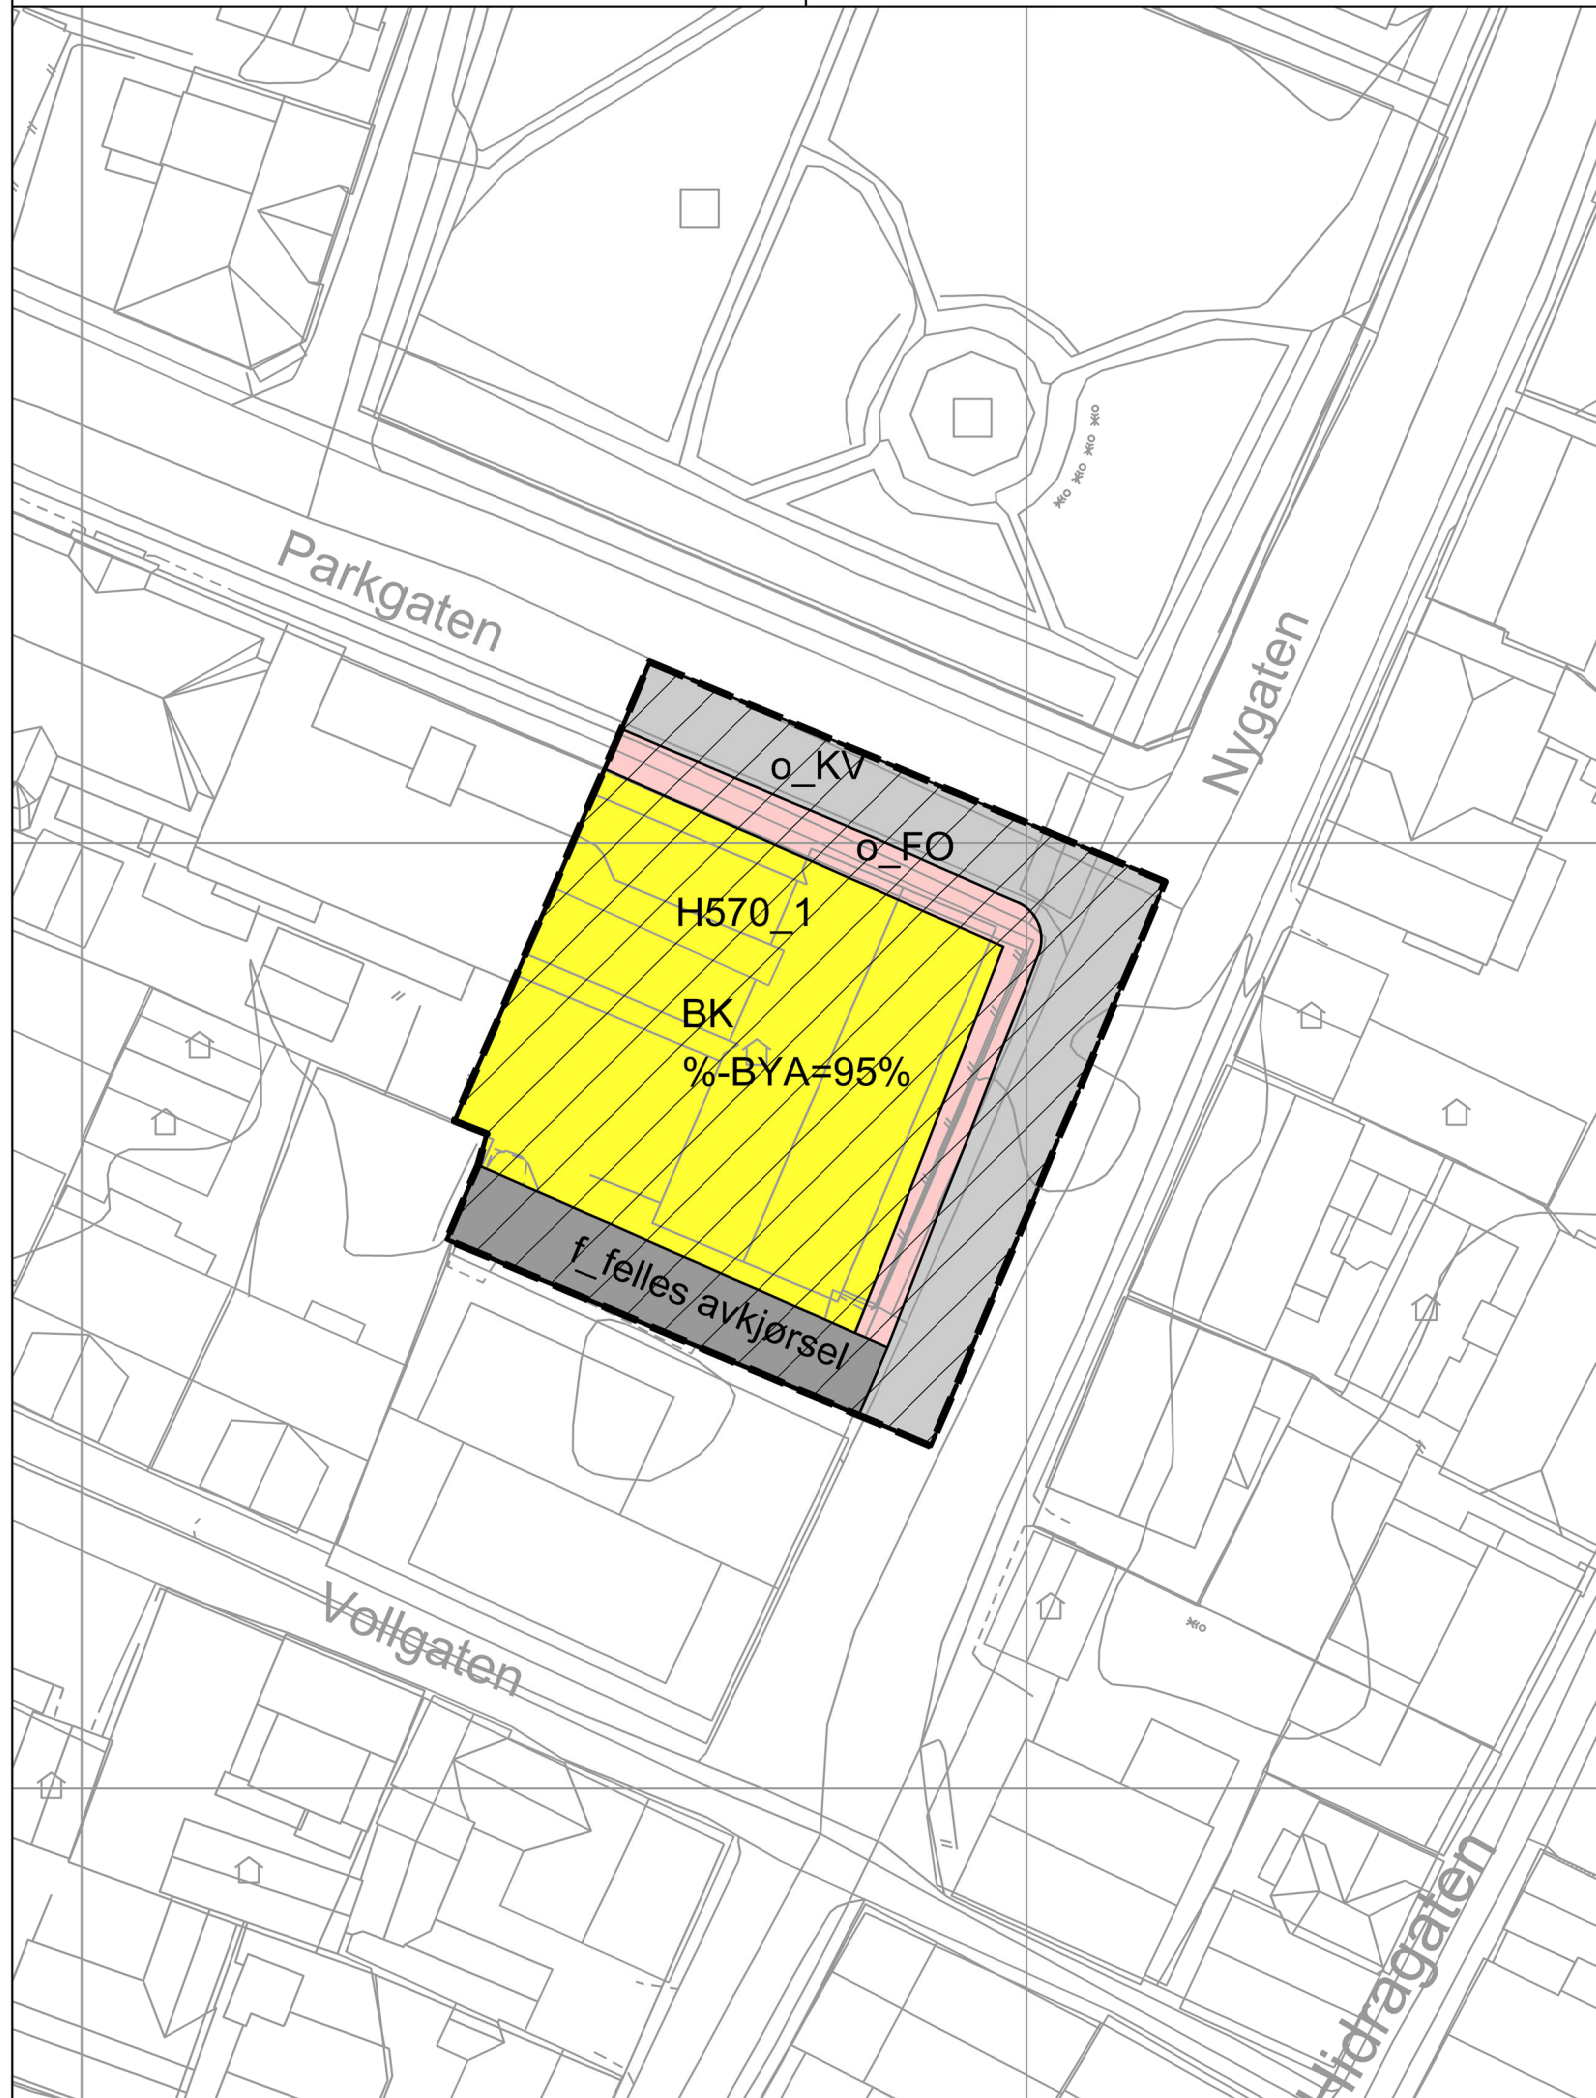 Parkgaten
Nygaten
o_KV
o_FO
H570_1
BK
%-BYA=95%
f_felles avkjørsel
Vollgaten
Hidragaten